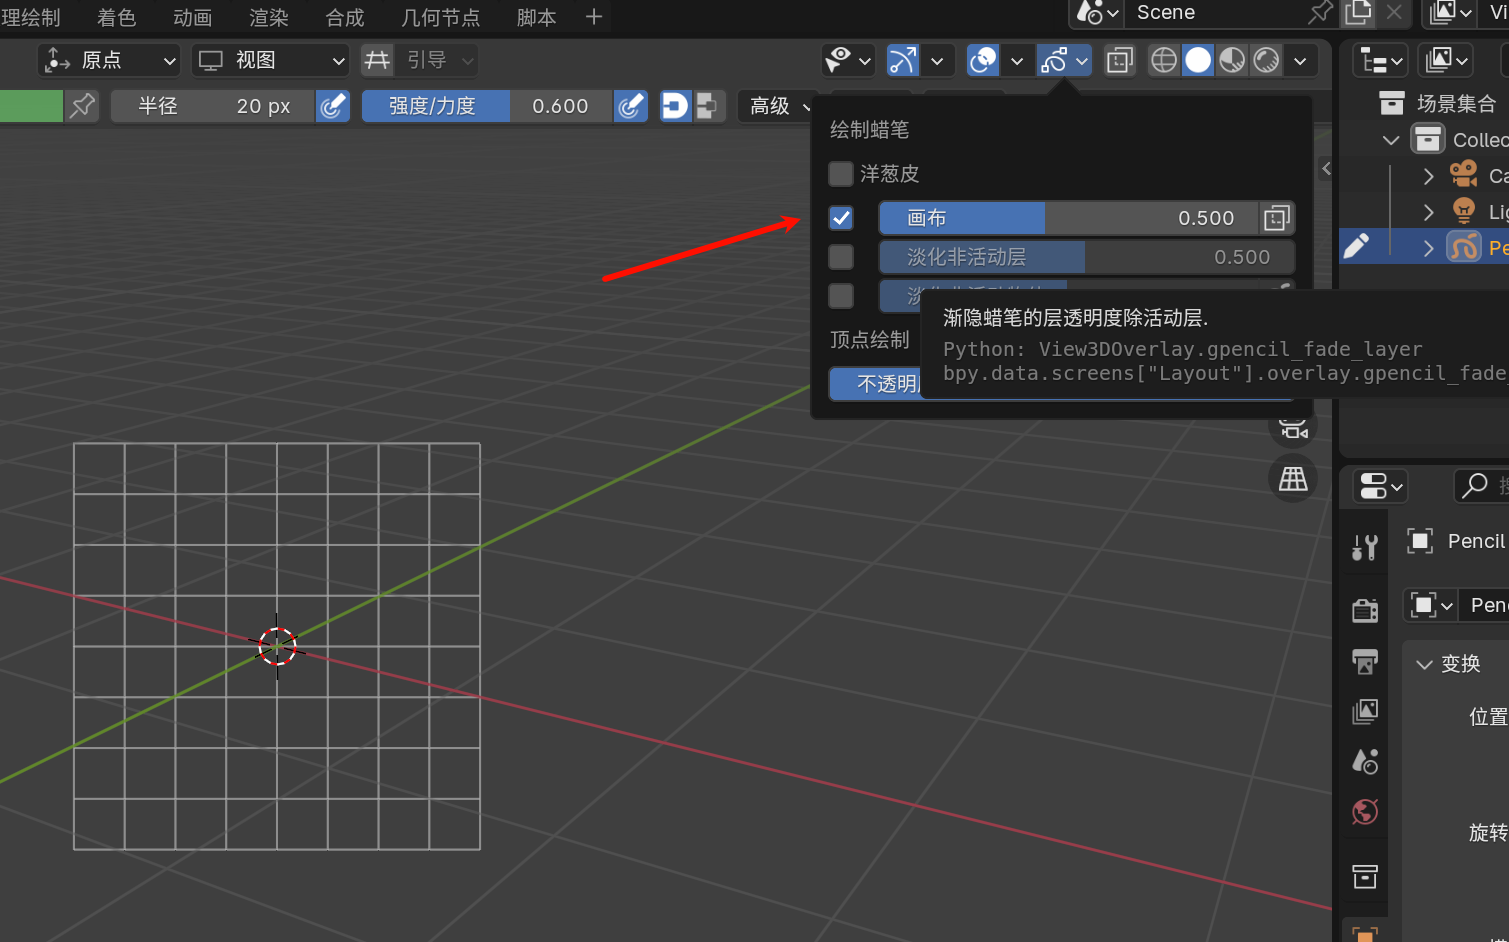 理绘制 着色 动画 渲染 合成 几何节点 脚本 + Scene
原点 视图 引导
半径 20 px 强度/力度 0.600 高级
场景集合
绘制蜡笔
Collec
洋葱皮
Ca
画布 0.500
Lig
淡化非活动层 0.500
Pe
渐隐蜡笔的层透明度除活动层.
顶点绘制
Python: View3DOverlay.gpencil_fade_layer
bpy.data.screens["Layout"].overlay.gpencil_fade_
不透明
Pencil
Pen
变换
位置
旋转